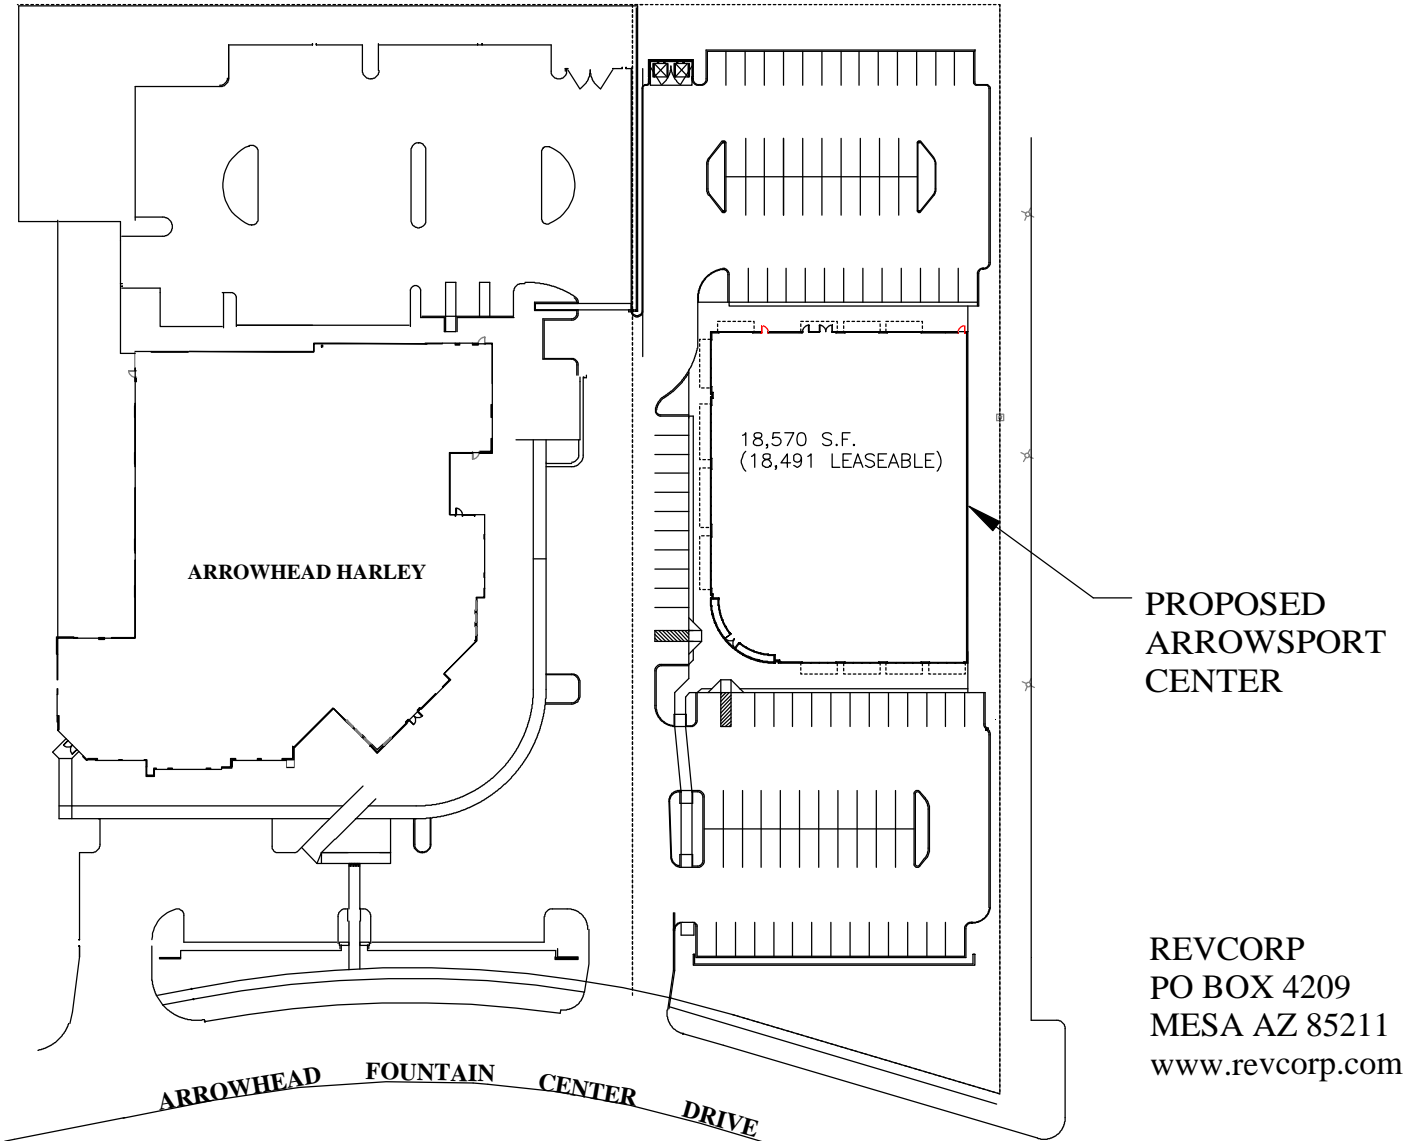 18,570 S.F.
(18,491 LEASEABLE)
ARROWHEAD HARLEY
PROPOSED
ARROWSPORT
CENTER
REVCORP
PO BOX 4209
MESA AZ 85211
www.revcorp.com
ARROWHEAD FOUNTAIN CENTER DRIVE